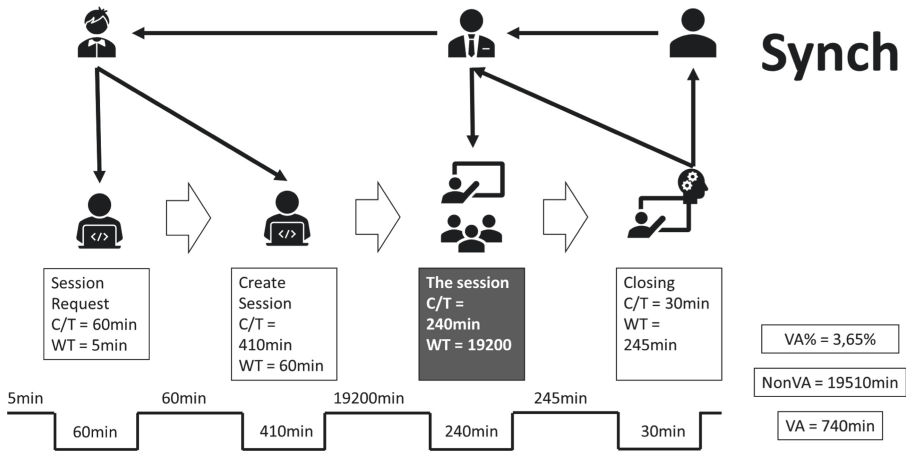 Synch
</>
</>
Session
Request
C/T = 60min
WT = 5min
Create
Session
C/T =
410min
WT = 60min
The session
C/T =
240min
WT = 19200
Closing
C/T = 30min
WT =
245min
VA% = 3,65%
NonVA = 19510min
VA = 740min
5min
60min
19200min
245min
60min
410min
240min
30min